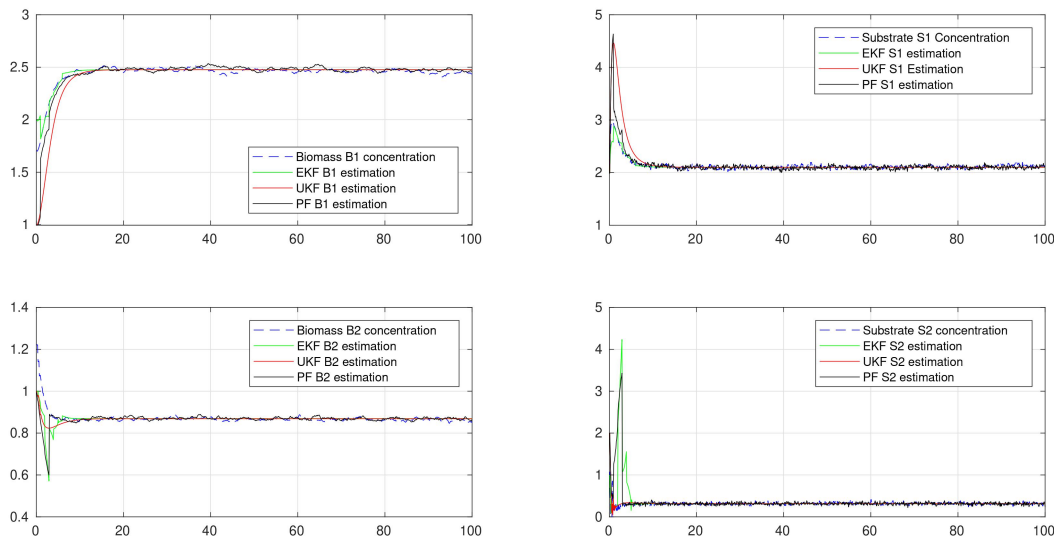 3
2.5
2
1.5
1
0
20
40
60
80
100
Biomass B1 concentration
EKF B1 estimation
UKF B1 estimation
PF B1 estimation
5
4
3
2
1
0
20
40
60
80
100
Substrate S1 Concentration
EKF S1 estimation
UKF S1 Estimation
PF S1 estimation
1.4
1.2
1
0.8
0.6
0.4
0
20
40
60
80
100
Biomass B2 concentration
EKF B2 estimation
UKF B2 estimation
PF B2 estimation
5
4
3
2
1
0
0
20
40
60
80
100
Substrate S2 concentration
EKF S2 estimation
UKF S2 estimation
PF S2 estimation